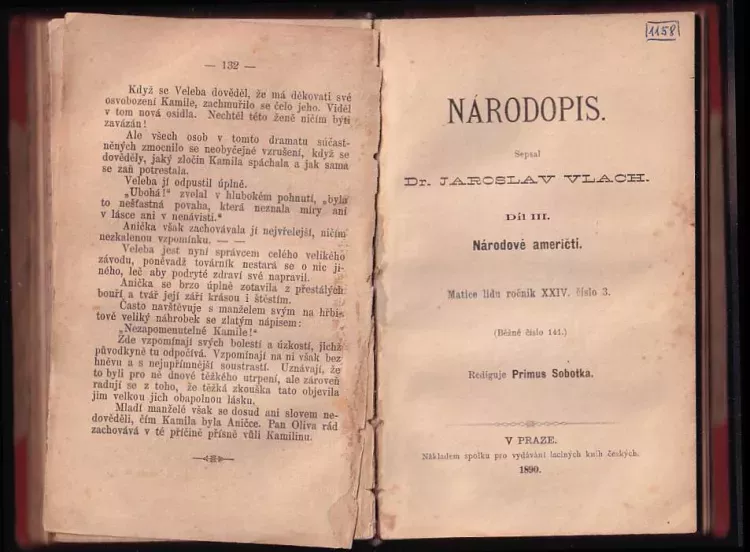 — 132 —
Když se Veleba dověděl, že má děkovati své
osvobození Kamile, zachmuřilo se čelo jeho. Viděl
v tom nová osidla. Nechtěl této ženě ničím býti
zavázán!
Ale všech osob v tomto dramatu súčast-
něných zmocnilo se neobyčejné vzrušení, když se
dověděly, jaký zločin Kamila spáchala a jak sama
se zaň potrestala.
Veleba jí odpustil úplně.
„Ubohá!“ zvelal v hlubokém pohnutí, „byla
to nešťastná povaha, která neznala míry ani
v lásce ani v nenávisti.“
Anička však zachovávala jí nejvřelejší, ničím
nezkalenou vzpomínku. — —
Veleba jest nyní správcem celého velikého
závodu, poněvadž továrník nestará se o nic ji-
ného, leč aby podryté zdraví své napravil.
Anička se brzo úplně zotavila z přestálých
bouří a tvář její září krásou i štěstím.
Často navštěvuje s manželem svým na hřbi-
tově veliký náhrobek se zlatým nápisem:
„Nezapomenutelné Kamile!“
Zde vzpomínají svých bolestí a úzkostí, jichž
původkyně tu odpočívá. Vzpomínají na ni však bez
hněvu a s nejupřímnější soustrastí. Uznávají, že
to byli pro ně dnové těžkého utrpení, ale zároveň
radují se z toho, že těžká zkouška tato objevila
jim velkou jich obapolnou lásku.
Mladí manželé však se dosud ani slovem ne-
dověděli, čím Kamila byla Aničce. Pan Oliva rád
zachovává v té příčině přísně vůli Kamilinu.
1158
NÁRODOPIS.
Sepsal
Dr. JAROSLAV VLACH.
Díl III.
Národové američtí.
Matice lidu ročník XXIV. číslo 3.
(Běžné číslo 141.)
Rediguje Primus Sobotka.
V PRAZE.
Nákladem spolku pro vydávání laciných knih českých.
1890.